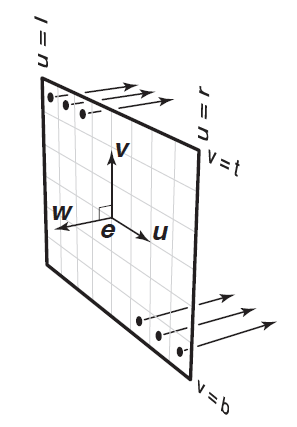 u = l
u = r
v = t
v
w
e
u
v = b